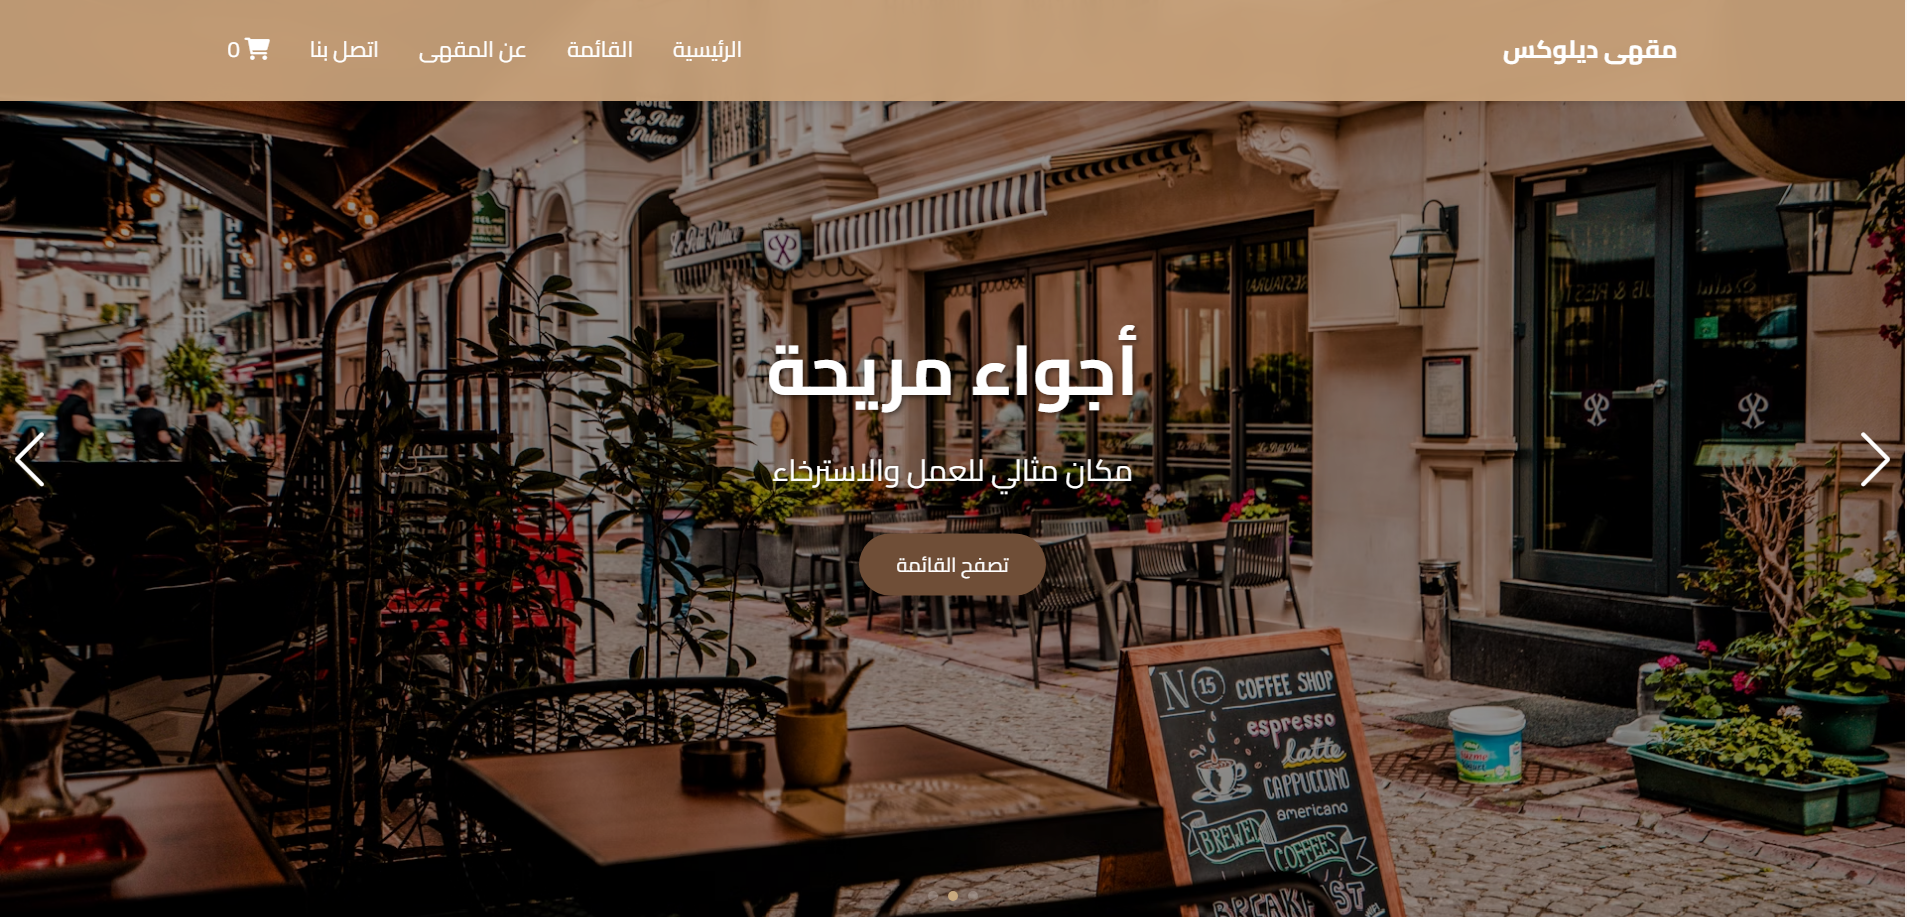 مقهى ديلوكس
الرئيسية
القائمة
عن المقهى
اتصل بنا
0
HOTEL
Le Petit
Palace
HOTEL
Le Petit Palace
أجواء مريحة
مكان مثالي للعمل والاسترخاء
تصفح القائمة
No 15 COFFEE SHOP
espresso
latte
CAPPUCCINO
americano
BREWED
COFFEES
BREAKFAST